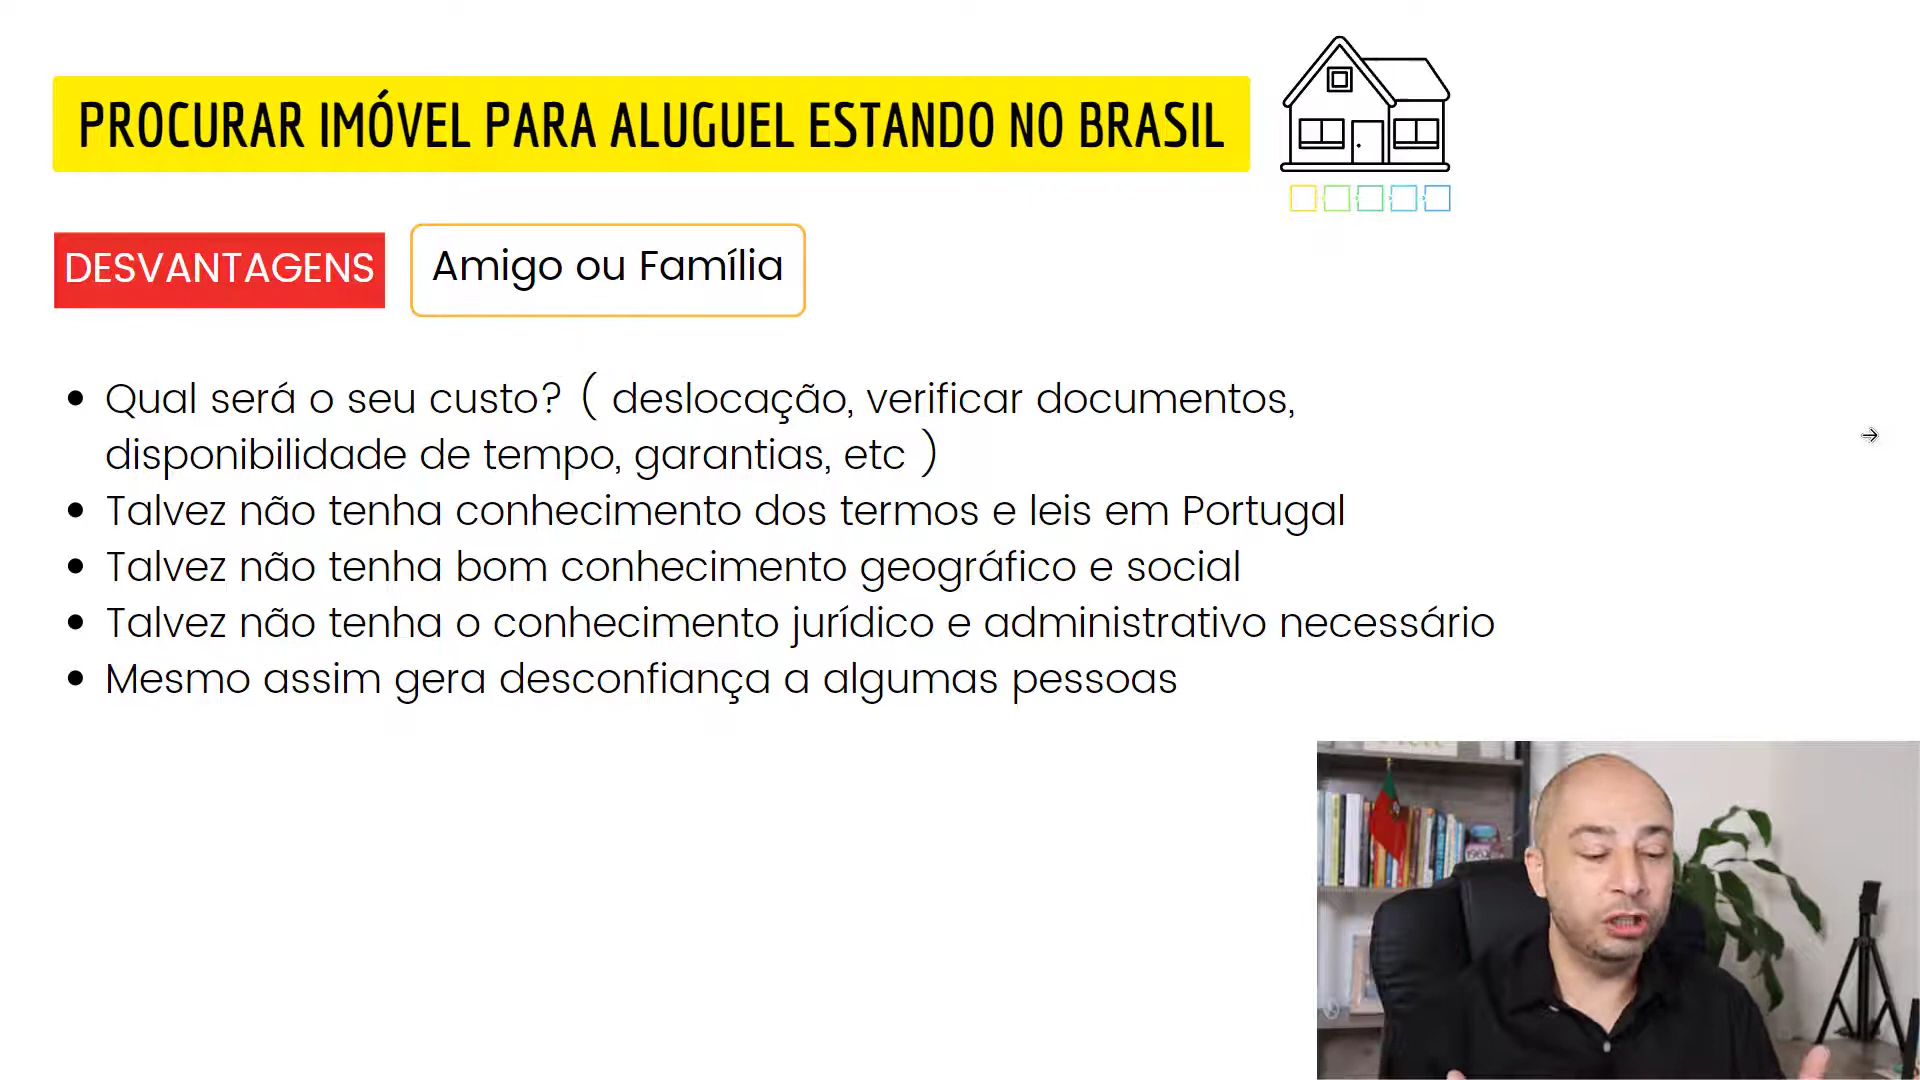 PROCURAR IMÓVEL PARA ALUGUEL ESTANDO NO BRASIL
DESVANTAGENS
Amigo ou Família
• Qual será o seu custo? ( deslocação, verificar documentos,
disponibilidade de tempo, garantias, etc )
• Talvez não tenha conhecimento dos termos e leis em Portugal
• Talvez não tenha bom conhecimento geográfico e social
• Talvez não tenha o conhecimento jurídico e administrativo necessário
• Mesmo assim gera desconfiança a algumas pessoas